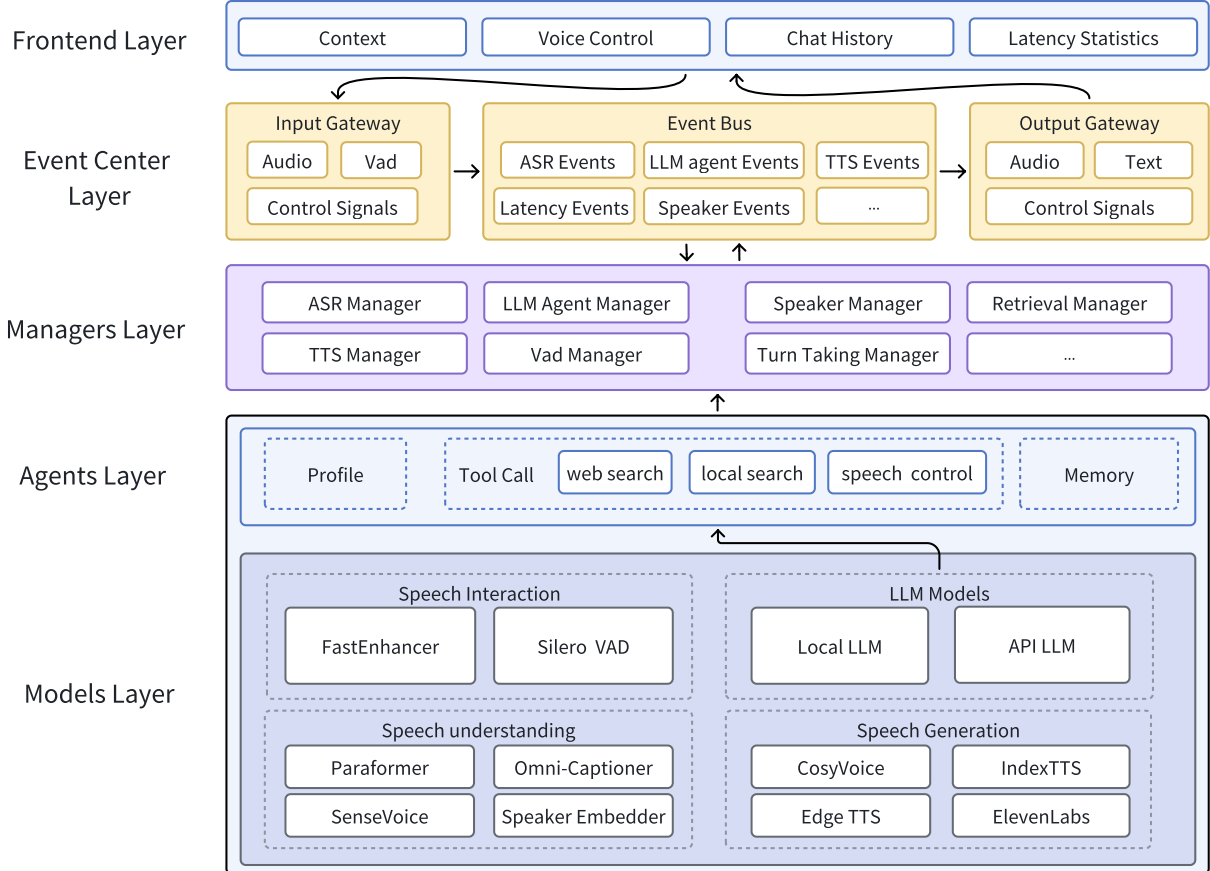 Frontend Layer
Context
Voice Control
Chat History
Latency Statistics
Event Center
Layer
Input Gateway
Audio
Vad
Control Signals
Event Bus
ASR Events
LLM agent Events
TTS Events
Latency Events
Speaker Events
...
Output Gateway
Audio
Text
Control Signals
Managers Layer
ASR Manager
LLM Agent Manager
Speaker Manager
Retrieval Manager
TTS Manager
Vad Manager
Turn Taking Manager
...
Agents Layer
Profile
Tool Call
web search
local search
speech control
Memory
Models Layer
Speech Interaction
FastEnhancer
Silero VAD
LLM Models
Local LLM
API LLM
Speech understanding
Paraformer
Omni-Captioner
SenseVoice
Speaker Embedder
Speech Generation
CosyVoice
IndexTTS
Edge TTS
ElevenLabs